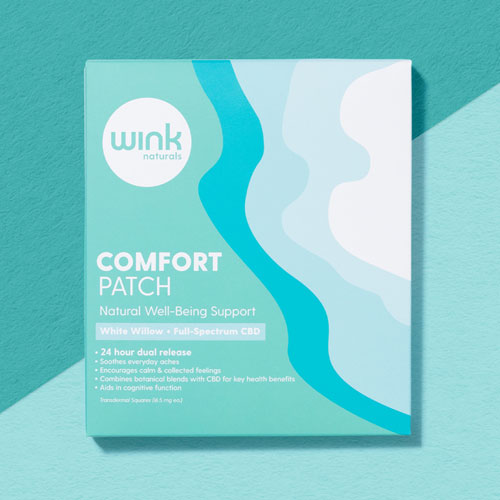 wink
naturals
COMFORT
PATCH
Natural Well-Being Support
White Willow • Full-Spectrum CBD
• 24 hour dual release
• Soothes everyday aches
• Encourages calm & collected feelings
• Combines botanical blends with CBD for key health benefits
• Aids in cognitive function
Transdermal Squares (18.5 mg ea.)